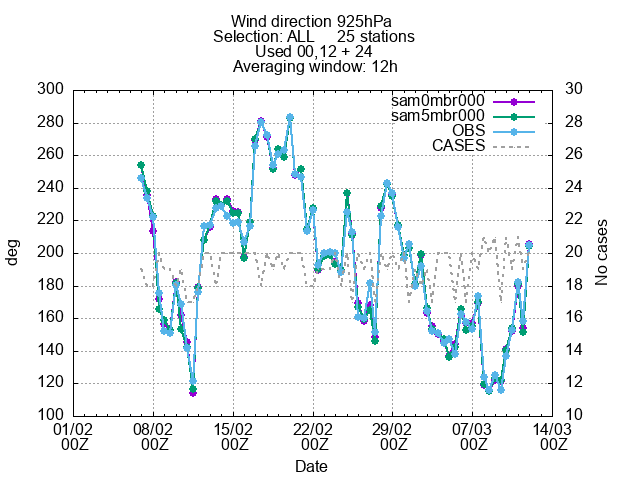 Wind direction 925hPa
Selection: ALL 25 stations
Used 00,12 + 24
Averaging window: 12h
300
280
260
240
220
200
180
160
140
120
100
deg
30
28
26
24
22
20
18
16
14
12
10
No cases
sam0mbr000
sam5mbr000
OBS
CASES
01/02 08/02 15/02 22/02 29/02 07/03 14/03
00Z 00Z 00Z 00Z 00Z 00Z 00Z
Date